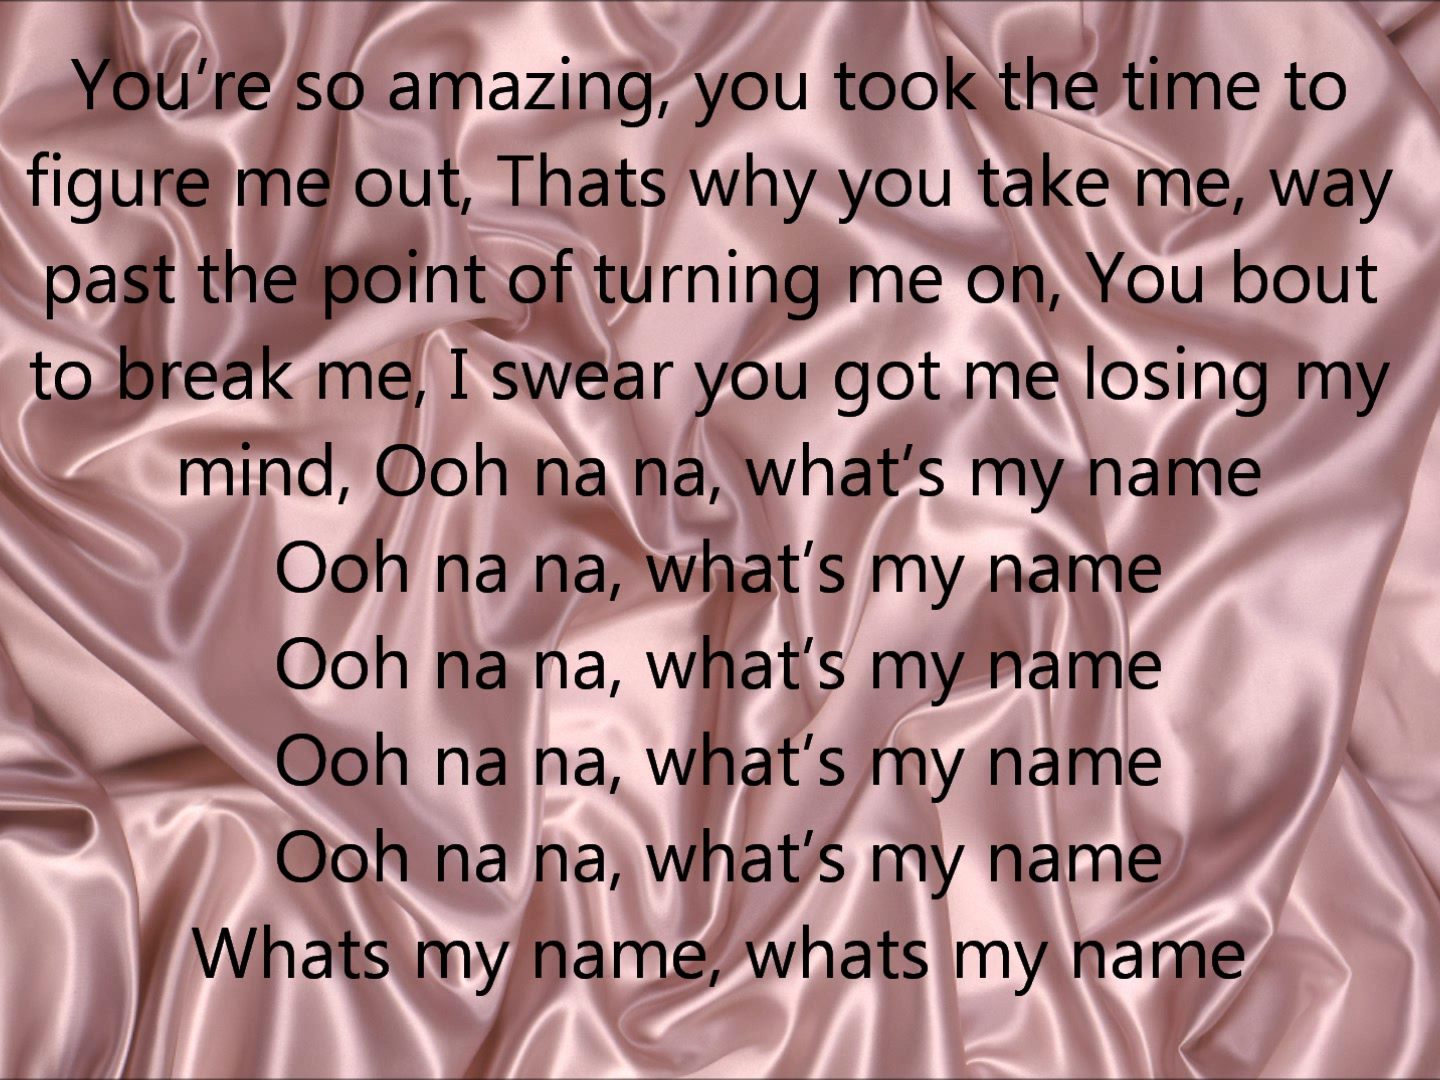 You’re so amazing, you took the time to
figure me out, Thats why you take me, way
past the point of turning me on, You bout
to break me, I swear you got me losing my
mind, Ooh na na, what’s my name
Ooh na na, what’s my name
Ooh na na, what’s my name
Ooh na na, what’s my name
Ooh na na, what’s my name
Whats my name, whats my name